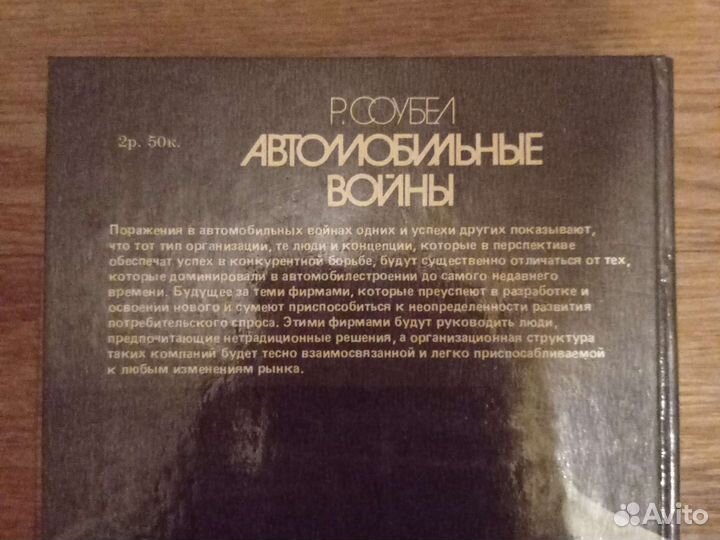 Р. СОУБЕЛ
2р. 50к.
АВТОМОБИЛЬНЫЕ
ВОЙНЫ
Поражения в автомобильных войнах одних и успехи других показывают,
что тот тип организации, те люди и концепции, которые в перспективе
обеспечат успех в конкурентной борьбе, будут существенно отличаться от тех,
которые доминировали в автомобилестроении до самого недавнего
времени. Будущее за теми фирмами, которые преуспеют в разработке и
освоении нового и сумеют приспособиться к неопределенности развития
потребительского спроса. Этими фирмами будут руководить люди,
предпочитающие нетрадиционные решения, а организационная структура
таких компаний будет тесно взаимосвязанной и легко приспосабливаемой
к любым изменениям рынка.
Avito